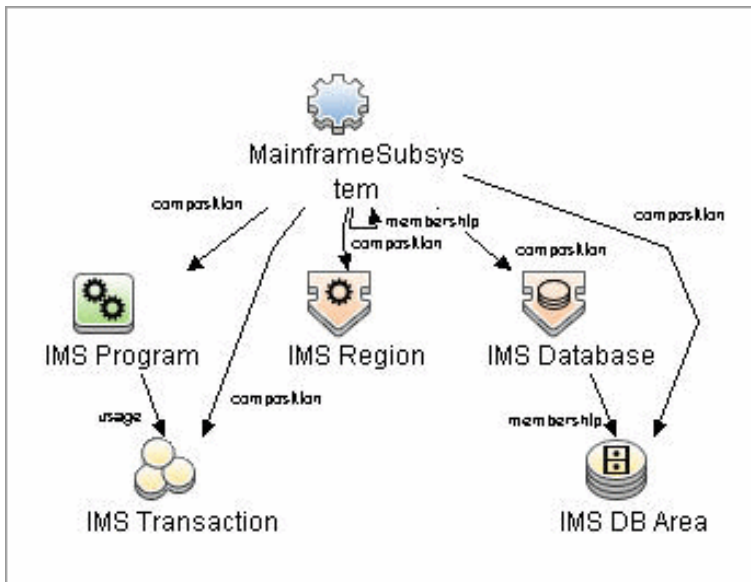 MainframeSubsys
tem
composition
membership
composition
composition
composition
IMS Program
IMS Region
IMS Database
usage
composition
membership
IMS Transaction
IMS DB Area